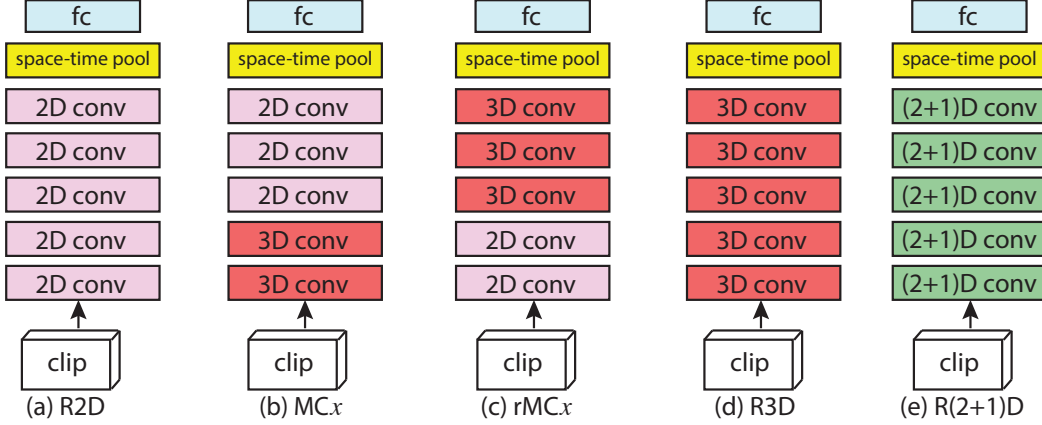 fc fc fc fc fc
space-time pool space-time pool space-time pool space-time pool space-time pool
2D conv 2D conv 3D conv 3D conv (2+1)D conv
2D conv 2D conv 3D conv 3D conv (2+1)D conv
2D conv 2D conv 3D conv 3D conv (2+1)D conv
2D conv 3D conv 2D conv 3D conv (2+1)D conv
2D conv 3D conv 2D conv 3D conv (2+1)D conv
clip clip clip clip clip
(a) R2D (b) MCx (c) rMCx (d) R3D (e) R(2+1)D